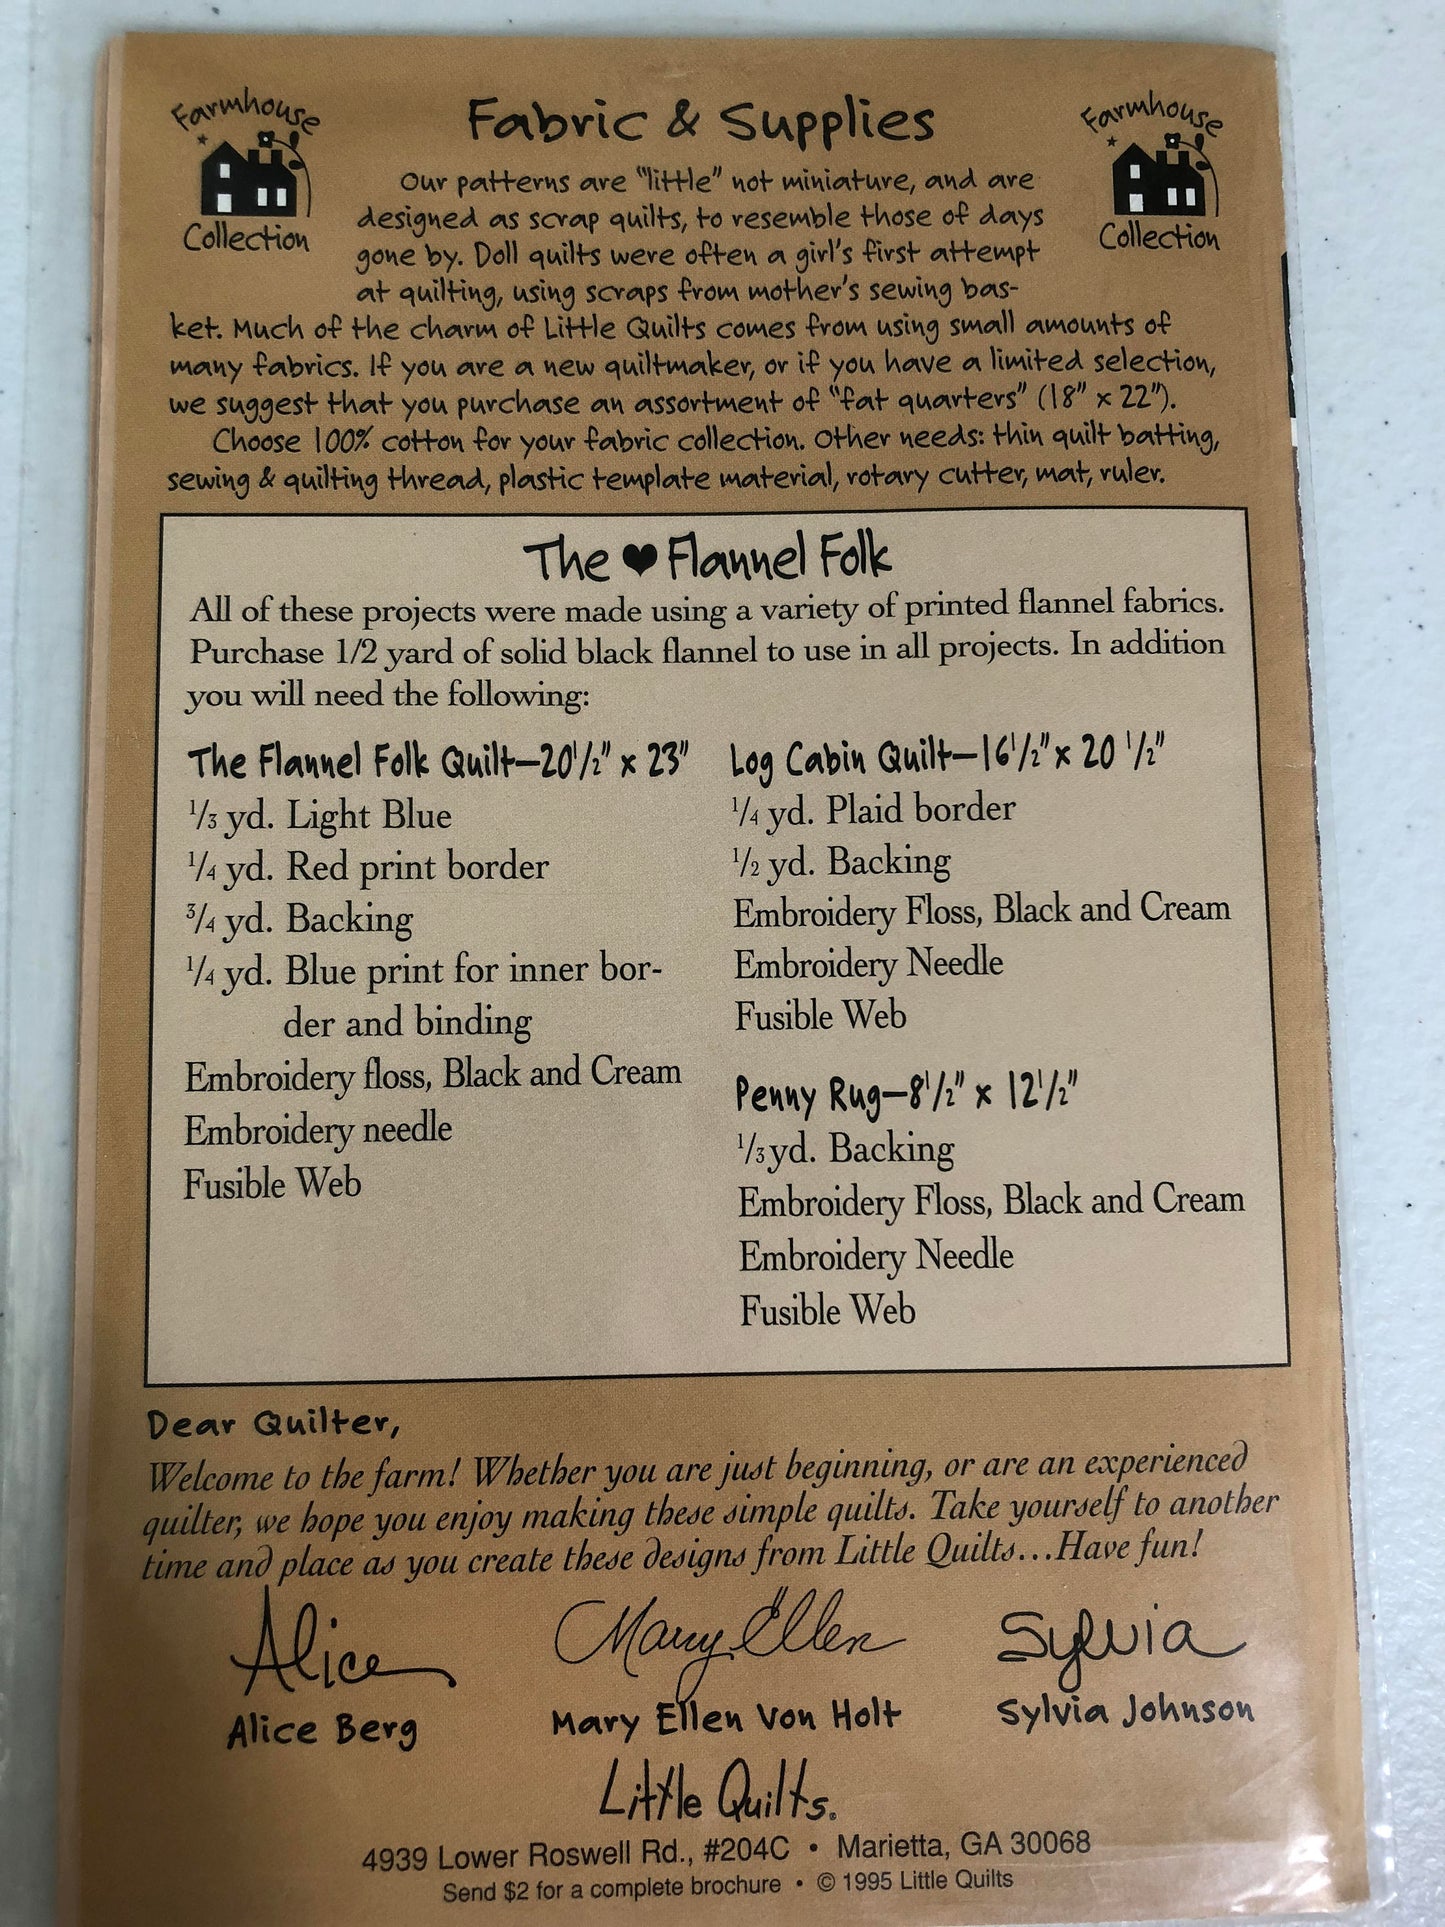 Farmhouse
Collection
Fabric & Supplies
Farmhouse
Collection
Our patterns are "little" not miniature, and are
designed as scrap quilts, to resemble those of days
gone by. Doll quilts were often a girl's first attempt
at quilting, using scraps from mother's sewing bas-
ket. Much of the charm of Little Quilts comes from using small amounts of
many fabrics. If you are a new quiltmaker, or if you have a limited selection,
we suggest that you purchase an assortment of "fat quarters" (18" x 22").
Choose 100% cotton for your fabric collection. Other needs: thin quilt batting,
sewing & quilting thread, plastic template material, rotary cutter, mat, ruler.
The ♥ Flannel Folk
All of these projects were made using a variety of printed flannel fabrics.
Purchase 1/2 yard of solid black flannel to use in all projects. In addition
you will need the following:
The Flannel Folk Quilt—20 1/2" x 23"
1/3 yd. Light Blue
1/4 yd. Red print border
3/4 yd. Backing
1/4 yd. Blue print for inner bor-
der and binding
Embroidery floss, Black and Cream
Embroidery needle
Fusible Web
Log Cabin Quilt—16 1/2" x 20 1/2"
1/4 yd. Plaid border
1/2 yd. Backing
Embroidery Floss, Black and Cream
Embroidery Needle
Fusible Web
Penny Rug—8 1/2" x 12 1/2"
1/3 yd. Backing
Embroidery Floss, Black and Cream
Embroidery Needle
Fusible Web
Dear Quilter,
Welcome to the farm! Whether you are just beginning, or are an experienced
quilter, we hope you enjoy making these simple quilts. Take yourself to another
time and place as you create these designs from Little Quilts...Have fun!
Alice Mary Ellen Sylvia
Alice Berg Mary Ellen Von Holt Sylvia Johnson
Little Quilts®
4939 Lower Roswell Rd., #204C • Marietta, GA 30068
Send $2 for a complete brochure • © 1995 Little Quilts